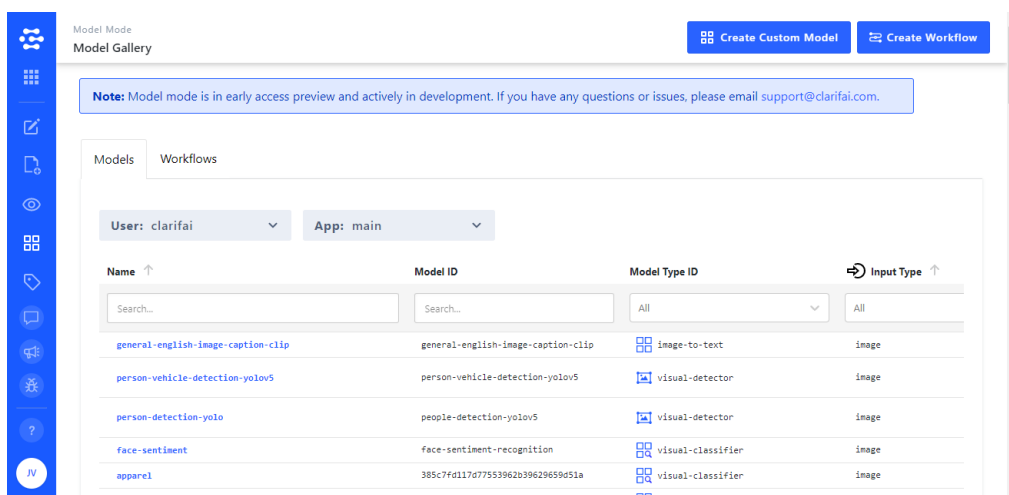 Model Mode
Model Gallery
Create Custom Model
Create Workflow
Note: Model mode is in early access preview and actively in development. If you have any questions or issues, please email support@clarifai.com.
Models Workflows
User: clarifai App: main
Name Model ID Model Type ID Input Type
Search... Search... All All
general-english-image-caption-clip general-english-image-caption-clip image-to-text image
person-vehicle-detection-yolov5 person-vehicle-detection-yolov5 visual-detector image
person-detection-yolo people-detection-yolov5 visual-detector image
face-sentiment face-sentiment-recognition visual-classifier image
apparel 385c7fd117d77553962b39629659d51a visual-classifier image
?
JV